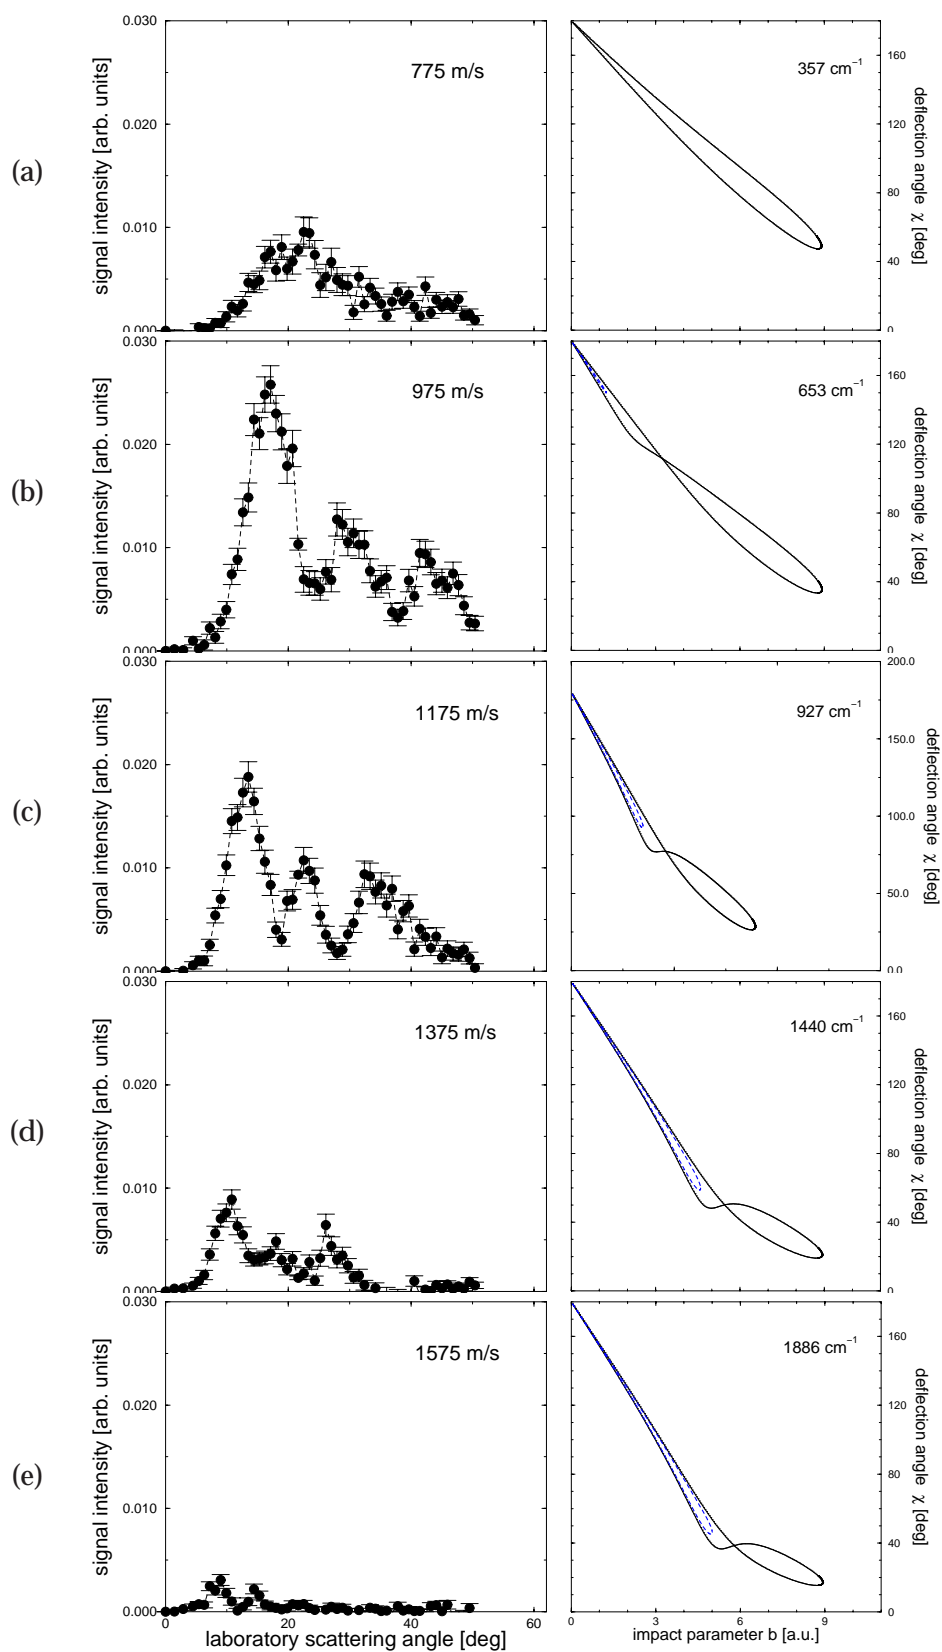 (a)
signal intensity [arb. units]
0.030
0.020
0.010
0.000
775 m/s
357 cm−1
160
120
80
40
0
deflection angle χ [deg]
(b)
signal intensity [arb. units]
0.030
0.020
0.010
0.000
975 m/s
653 cm−1
160
120
80
40
0
deflection angle χ [deg]
(c)
signal intensity [arb. units]
0.030
0.020
0.010
0.000
1175 m/s
927 cm−1
200.0
150.0
100.0
50.0
0.0
deflection angle χ [deg]
(d)
signal intensity [arb. units]
0.030
0.020
0.010
0.000
1375 m/s
1440 cm−1
160
120
80
40
0
deflection angle χ [deg]
(e)
signal intensity [arb. units]
0.030
0.020
0.010
0.000
1575 m/s
1886 cm−1
160
120
80
40
0
deflection angle χ [deg]
0 20 40 60
laboratory scattering angle [deg]
0 3 6 9 11
impact parameter b [a.u.]